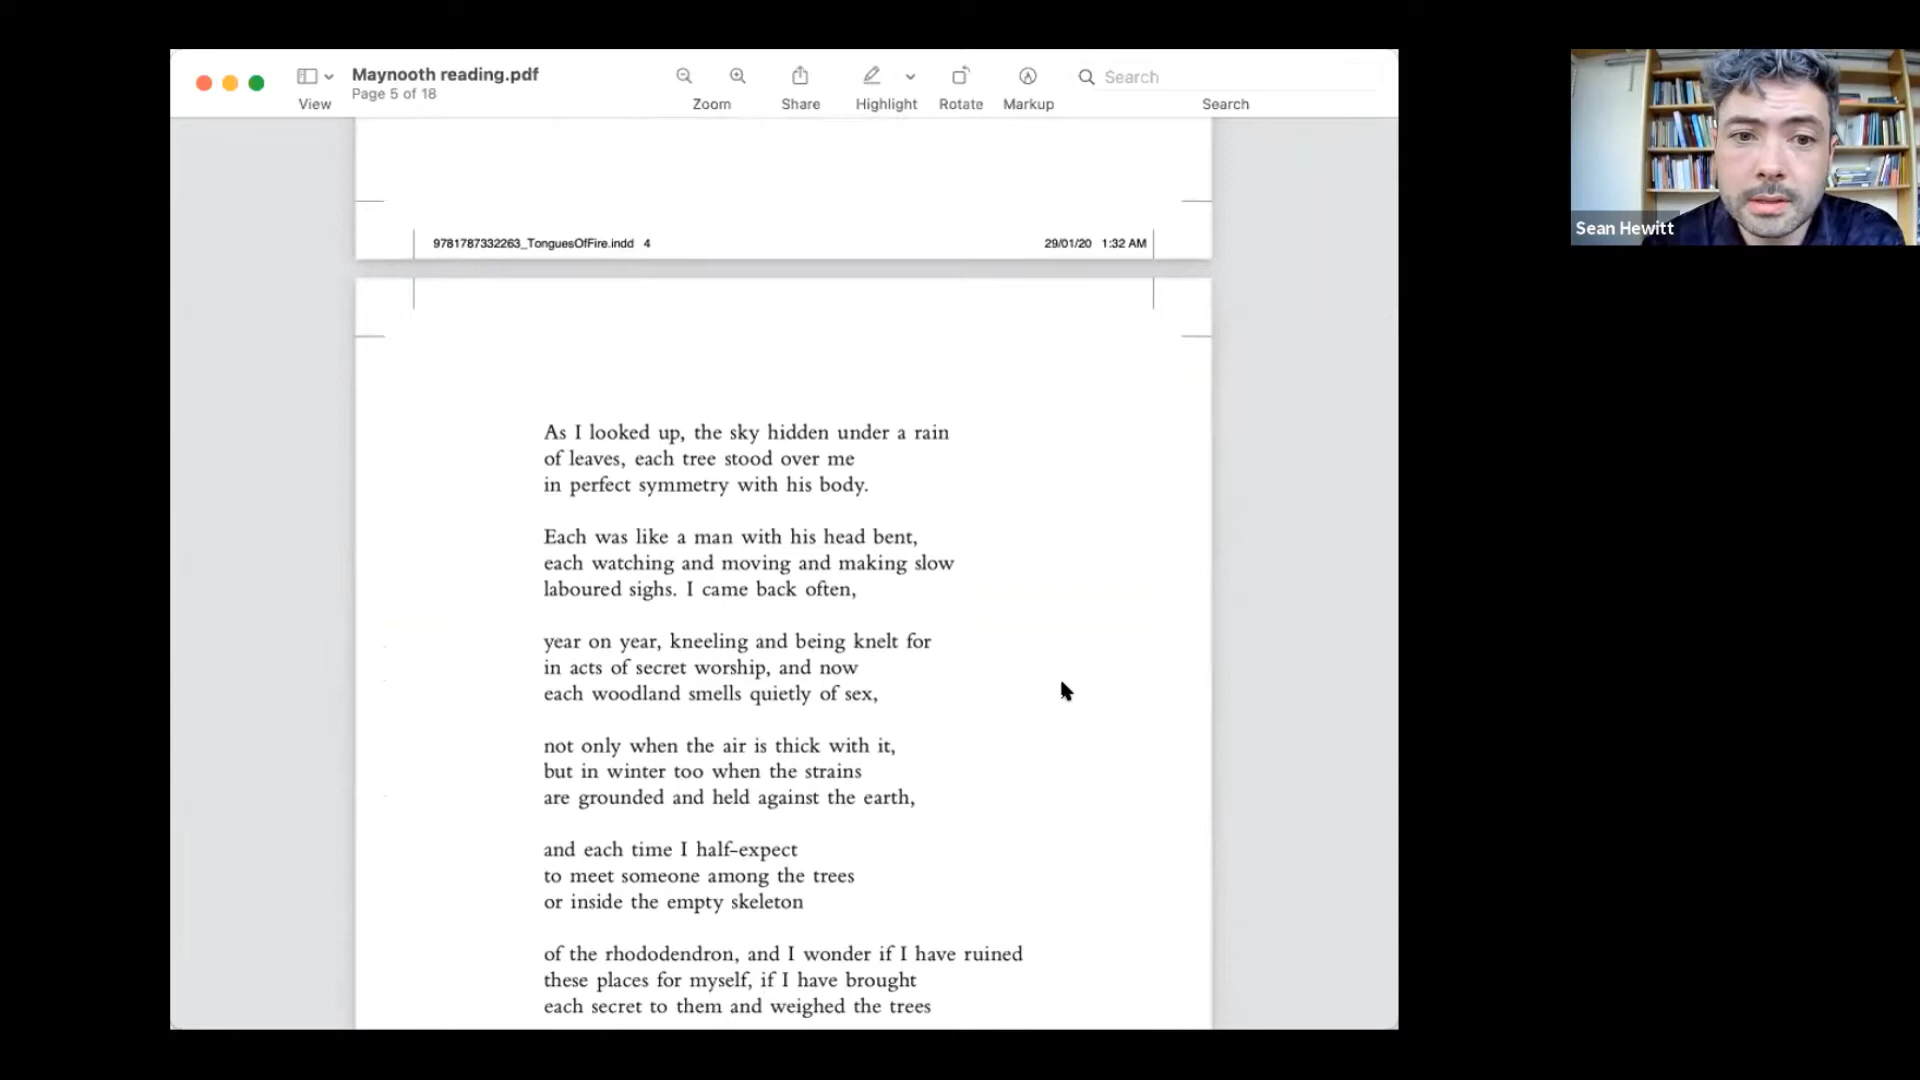 Maynooth reading.pdf
Page 5 of 18
View
Zoom
Share
Highlight
Rotate
Markup
Search
Search
9781787332263_TonguesOfFire.indd 4
29/01/20 1:32 AM
As I looked up, the sky hidden under a rain
of leaves, each tree stood over me
in perfect symmetry with his body.
Each was like a man with his head bent,
each watching and moving and making slow
laboured sighs. I came back often,
year on year, kneeling and being knelt for
in acts of secret worship, and now
each woodland smells quietly of sex,
not only when the air is thick with it,
but in winter too when the strains
are grounded and held against the earth,
and each time I half-expect
to meet someone among the trees
or inside the empty skeleton
of the rhododendron, and I wonder if I have ruined
these places for myself, if I have brought
each secret to them and weighed the trees
Sean Hewitt